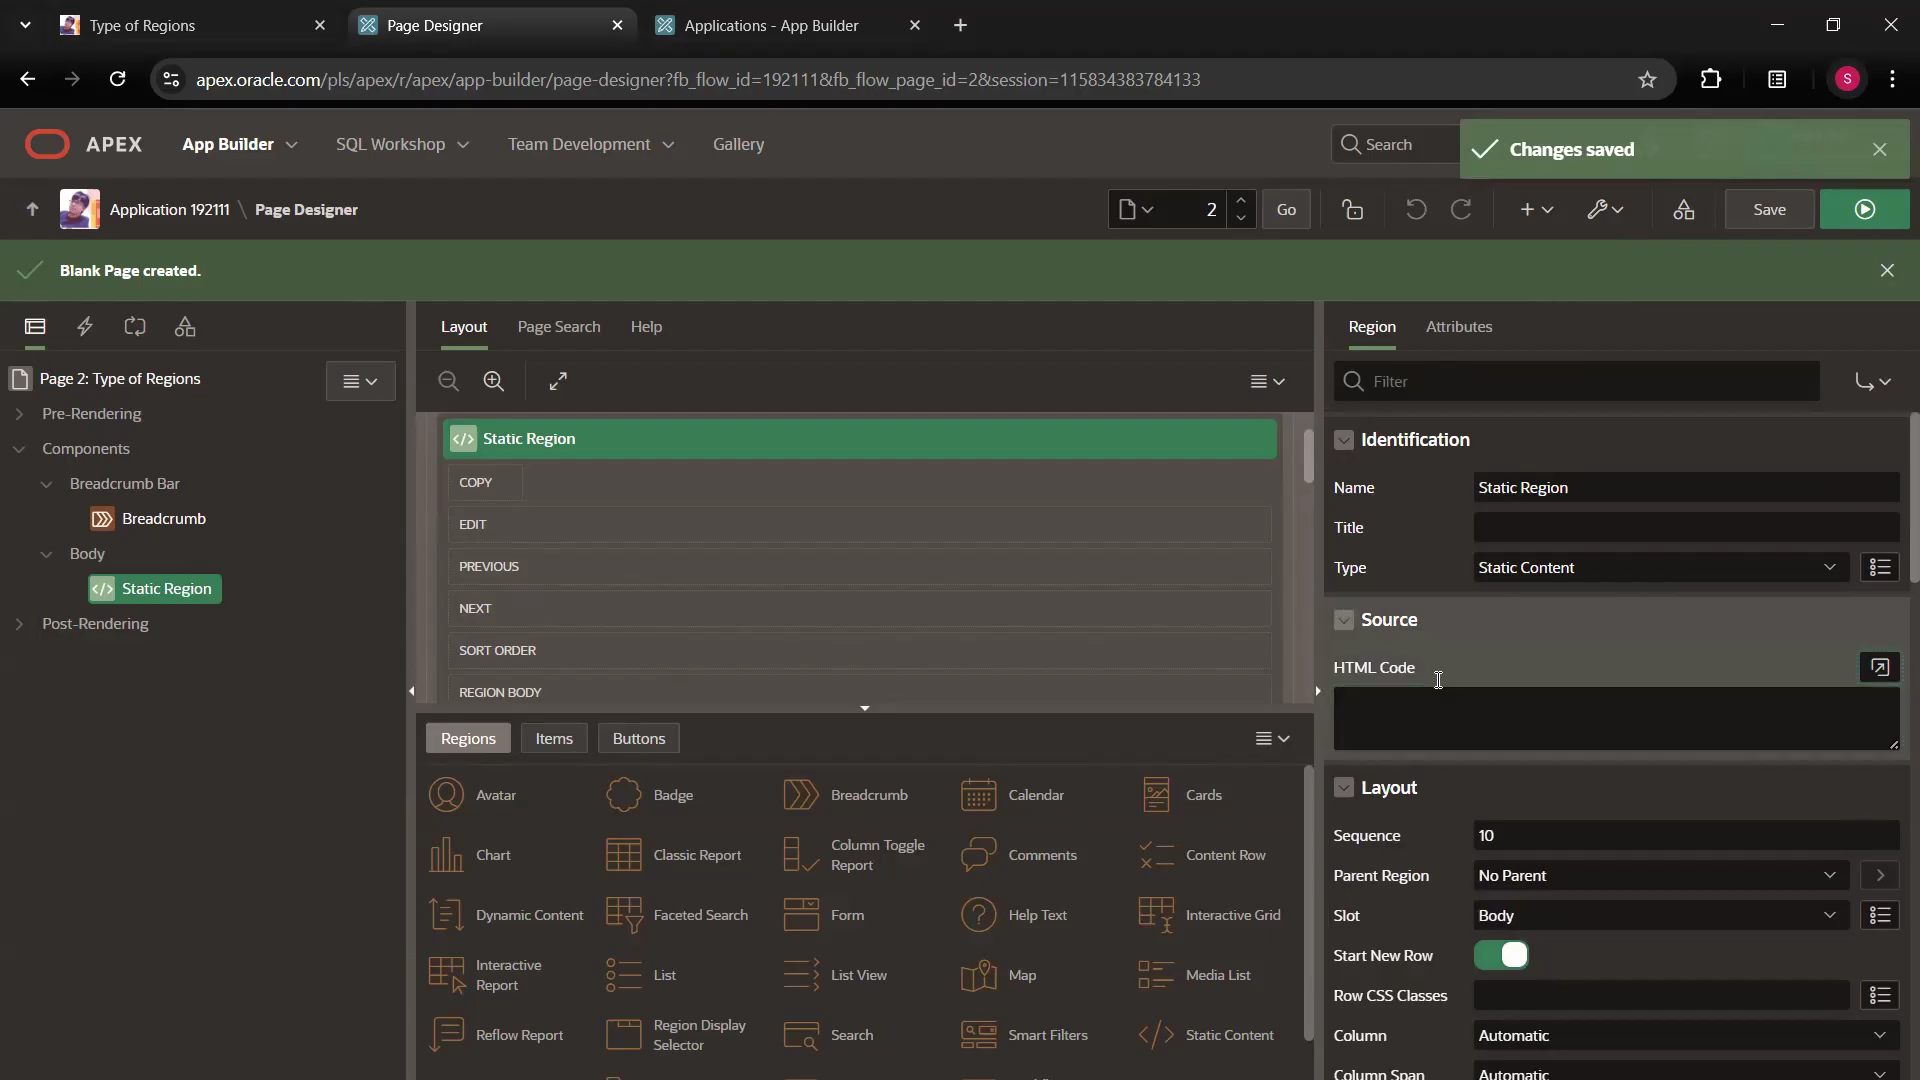 Type of Regions
Page Designer
Applications - App Builder
apex.oracle.com/pls/apex/r/apex/app-builder/page-designer?fb_flow_id=192111&fb_flow_page_id=2&session=115834383784133
S
APEX
App Builder
SQL Workshop
Team Development
Gallery
Search
Changes saved
Application 192111 \ Page Designer
2
Go
Save
Blank Page created.
Page 2: Type of Regions
Pre-Rendering
Components
Breadcrumb Bar
Breadcrumb
Body
Static Region
Post-Rendering
Layout
Page Search
Help
Static Region
COPY
EDIT
PREVIOUS
NEXT
SORT ORDER
REGION BODY
Regions
Items
Buttons
Avatar
Badge
Breadcrumb
Calendar
Cards
Chart
Classic Report
Column Toggle
Report
Comments
Content Row
Dynamic Content
Faceted Search
Form
Help Text
Interactive Grid
Interactive
Report
List
List View
Map
Media List
Reflow Report
Region Display
Selector
Search
Smart Filters
Static Content
Region
Attributes
Filter
Identification
Name
Static Region
Title
Type
Static Content
Source
HTML Code
Layout
Sequence
10
Parent Region
No Parent
Slot
Body
Start New Row
Row CSS Classes
Column
Automatic
Column Span
Automatic